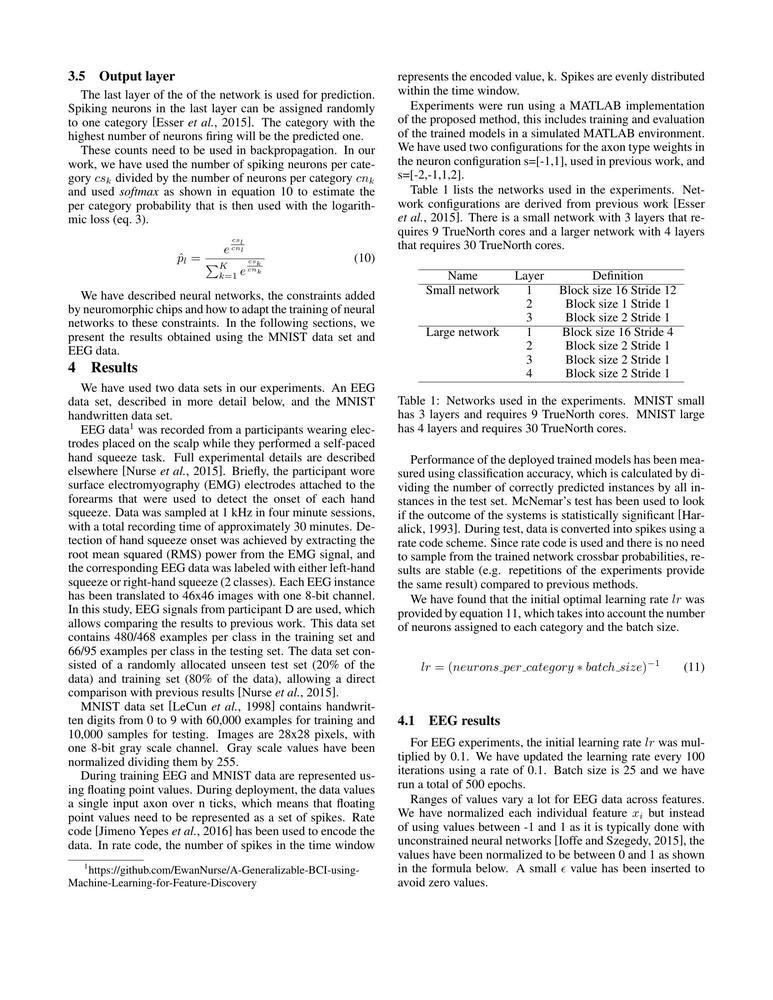 3.5 Output layer
The last layer of the of the network is used for prediction.
Spiking neurons in the last layer can be assigned randomly
to one category [Esser et al., 2015]. The category with the
highest number of neurons firing will be the predicted one.
These counts need to be used in backpropagation. In our
work, we have used the number of spiking neurons per cate-
gory cs_k divided by the number of neurons per category cn_k
and used softmax as shown in equation 10 to estimate the
per category probability that is then used with the logarith-
mic loss (eq. 3).
p̂_l = e^{cs_l/cn_l} / ∑_{k=1}^{K} e^{cs_k/cn_k} (10)
We have described neural networks, the constraints added
by neuromorphic chips and how to adapt the training of neural
networks to these constraints. In the following sections, we
present the results obtained using the MNIST data set and
EEG data.
4 Results
We have used two data sets in our experiments. An EEG
data set, described in more detail below, and the MNIST
handwritten data set.
EEG data¹ was recorded from a participants wearing elec-
trodes placed on the scalp while they performed a self-paced
hand squeeze task. Full experimental details are described
elsewhere [Nurse et al., 2015]. Briefly, the participant wore
surface electromyography (EMG) electrodes attached to the
forearms that were used to detect the onset of each hand
squeeze. Data was sampled at 1 kHz in four minute sessions,
with a total recording time of approximately 30 minutes. De-
tection of hand squeeze onset was achieved by extracting the
root mean squared (RMS) power from the EMG signal, and
the corresponding EEG data was labeled with either left-hand
squeeze or right-hand squeeze (2 classes). Each EEG instance
has been translated to 46x46 images with one 8-bit channel.
In this study, EEG signals from participant D are used, which
allows comparing the results to previous work. This data set
contains 480/468 examples per class in the training set and
66/95 examples per class in the testing set. The data set con-
sisted of a randomly allocated unseen test set (20% of the
data) and training set (80% of the data), allowing a direct
comparison with previous results [Nurse et al., 2015].
MNIST data set [LeCun et al., 1998] contains handwrit-
ten digits from 0 to 9 with 60,000 examples for training and
10,000 samples for testing. Images are 28x28 pixels, with
one 8-bit gray scale channel. Gray scale values have been
normalized dividing them by 255.
During training EEG and MNIST data are represented us-
ing floating point values. During deployment, the data values
a single input axon over n ticks, which means that floating
point values need to be represented as a set of spikes. Rate
code [Jimeno Yepes et al., 2016] has been used to encode the
data. In rate code, the number of spikes in the time window
¹https://github.com/EwanNurse/A-Generalizable-BCI-using-
Machine-Learning-for-Feature-Discovery
represents the encoded value, k. Spikes are evenly distributed
within the time window.
Experiments were run using a MATLAB implementation
of the proposed method, this includes training and evaluation
of the trained models in a simulated MATLAB environment.
We have used two configurations for the axon type weights in
the neuron configuration s=[-1,1], used in previous work, and
s=[-2,-1,1,2].
Table 1 lists the networks used in the experiments. Net-
work configurations are derived from previous work [Esser
et al., 2015]. There is a small network with 3 layers that re-
quires 9 TrueNorth cores and a larger network with 4 layers
that requires 30 TrueNorth cores.
Name Layer Definition
Small network 1 Block size 16 Stride 12
2 Block size 1 Stride 1
3 Block size 2 Stride 1
Large network 1 Block size 16 Stride 4
2 Block size 2 Stride 1
3 Block size 2 Stride 1
4 Block size 2 Stride 1
Table 1: Networks used in the experiments. MNIST small
has 3 layers and requires 9 TrueNorth cores. MNIST large
has 4 layers and requires 30 TrueNorth cores.
Performance of the deployed trained models has been mea-
sured using classification accuracy, which is calculated by di-
viding the number of correctly predicted instances by all in-
stances in the test set. McNemar's test has been used to look
if the outcome of the systems is statistically significant [Har-
alick, 1993]. During test, data is converted into spikes using a
rate code scheme. Since rate code is used and there is no need
to sample from the trained network crossbar probabilities, re-
sults are stable (e.g. repetitions of the experiments provide
the same result) compared to previous methods.
We have found that the initial optimal learning rate lr was
provided by equation 11, which takes into account the number
of neurons assigned to each category and the batch size.
lr = (neurons_per_category * batch_size)^{-1} (11)
4.1 EEG results
For EEG experiments, the initial learning rate lr was mul-
tiplied by 0.1. We have updated the learning rate every 100
iterations using a rate of 0.1. Batch size is 25 and we have
run a total of 500 epochs.
Ranges of values vary a lot for EEG data across features.
We have normalized each individual feature x_i but instead
of using values between -1 and 1 as it is typically done with
unconstrained neural networks [Ioffe and Szegedy, 2015], the
values have been normalized to be between 0 and 1 as shown
in the formula below. A small ϵ value has been inserted to
avoid zero values.